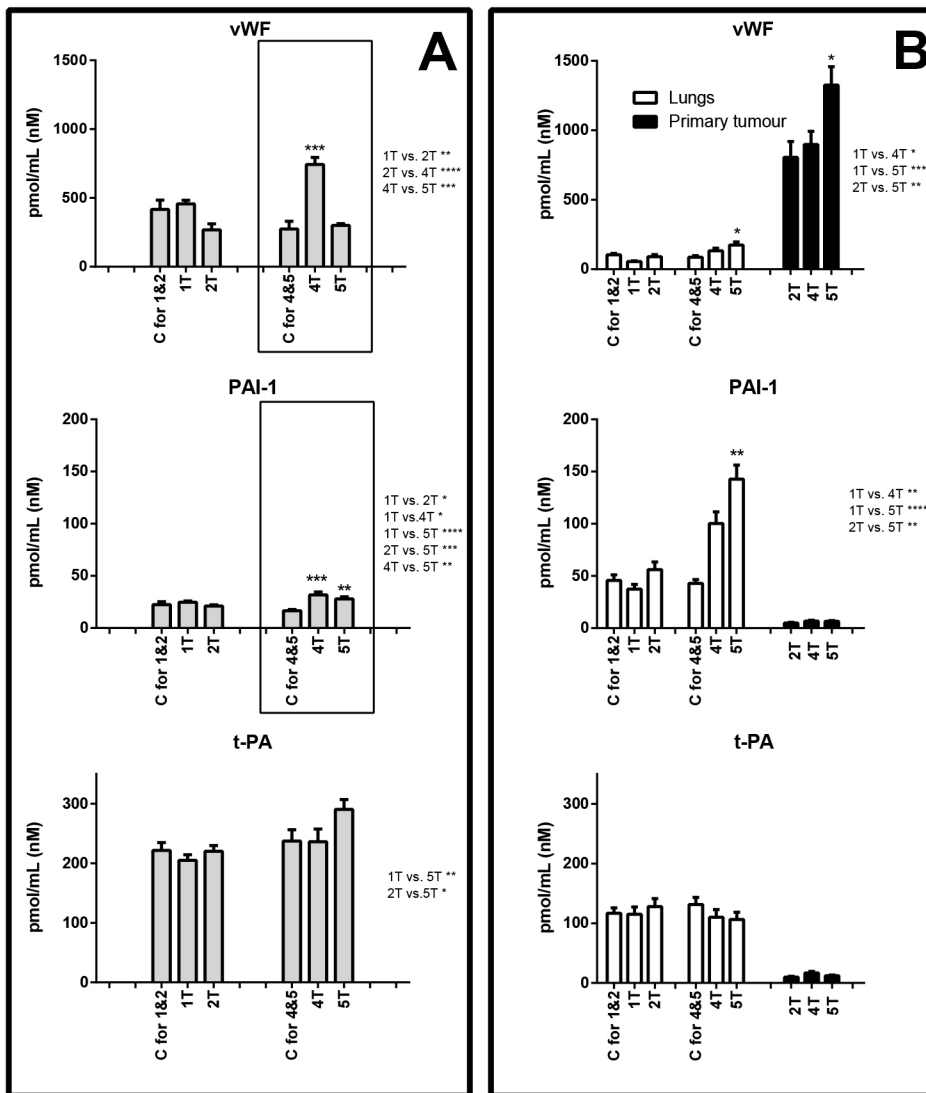 A
vWF
1500
1000
500
0
pmol/mL (nM)
***
1T vs. 2T **
2T vs. 4T ****
4T vs. 5T ***
C for 1&2
1T
2T
C for 4&5
4T
5T
PAI-1
200
150
100
50
0
pmol/mL (nM)
***
**
1T vs. 2T *
1T vs.4T *
1T vs. 5T ****
2T vs. 5T ***
4T vs. 5T **
C for 1&2
1T
2T
C for 4&5
4T
5T
t-PA
300
200
100
0
pmol/mL (nM)
1T vs. 5T **
2T vs.5T *
C for 1&2
1T
2T
C for 4&5
4T
5T
B
vWF
1500
1000
500
0
pmol/mL (nM)
Lungs
Primary tumour
*
*
1T vs. 4T *
1T vs. 5T ***
2T vs. 5T **
C for 1&2
1T
2T
C for 4&5
4T
5T
2T
4T
5T
PAI-1
200
150
100
50
0
pmol/mL (nM)
**
1T vs. 4T **
1T vs. 5T ****
2T vs. 5T **
C for 1&2
1T
2T
C for 4&5
4T
5T
2T
4T
5T
t-PA
300
200
100
0
pmol/mL (nM)
C for 1&2
1T
2T
C for 4&5
4T
5T
2T
4T
5T